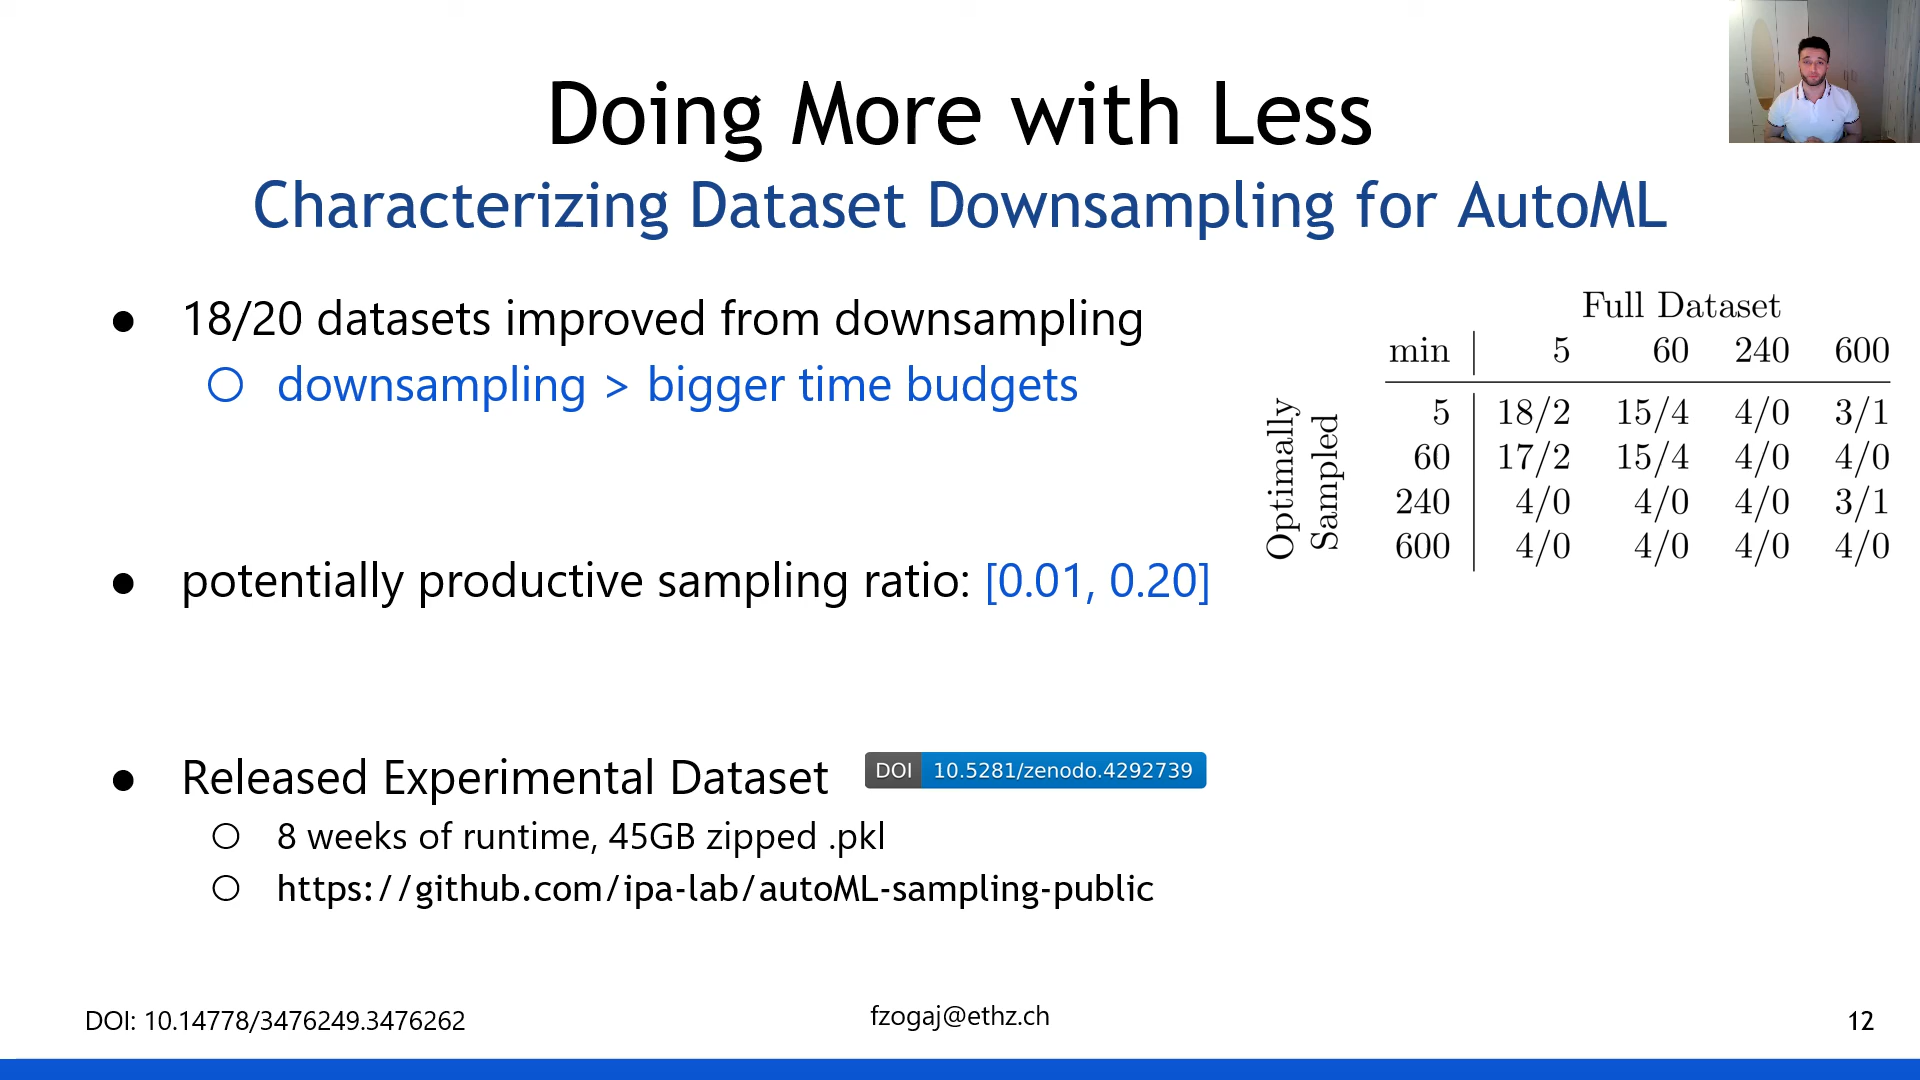 Doing More with Less
Characterizing Dataset Downsampling for AutoML
● 18/20 datasets improved from downsampling
○ downsampling > bigger time budgets
● potentially productive sampling ratio: [0.01, 0.20]
● Released Experimental Dataset DOI 10.5281/zenodo.4292739
○ 8 weeks of runtime, 45GB zipped .pkl
○ https://github.com/ipa-lab/autoML-sampling-public
Full Dataset
min 5 60 240 600
Optimally
Sampled
5 18/2 15/4 4/0 3/1
60 17/2 15/4 4/0 4/0
240 4/0 4/0 4/0 3/1
600 4/0 4/0 4/0 4/0
DOI: 10.14778/3476249.3476262
fzogaj@ethz.ch
12